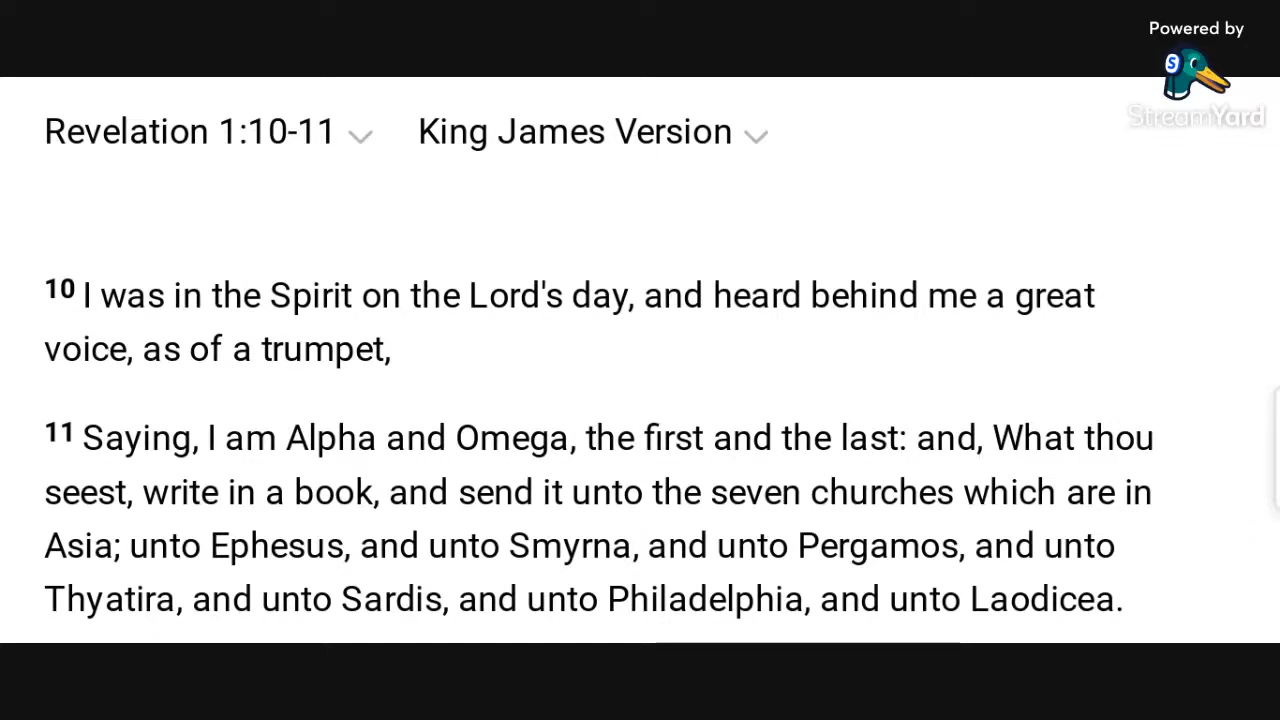 Powered by
S
StreamYard
Revelation 1:10-11 King James Version
10 I was in the Spirit on the Lord's day, and heard behind me a great
voice, as of a trumpet,
11 Saying, I am Alpha and Omega, the first and the last: and, What thou
seest, write in a book, and send it unto the seven churches which are in
Asia; unto Ephesus, and unto Smyrna, and unto Pergamos, and unto
Thyatira, and unto Sardis, and unto Philadelphia, and unto Laodicea.